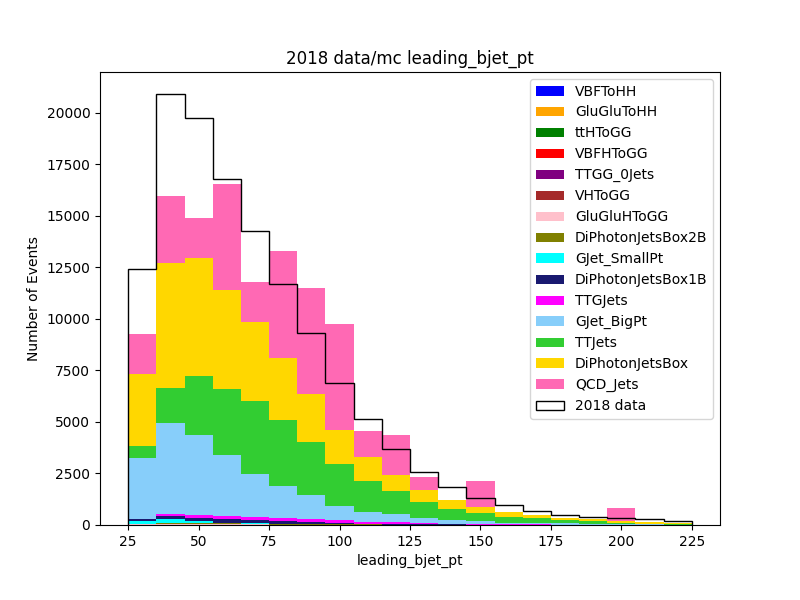 2018 data/mc leading_bjet_pt
Number of Events
20000
17500
15000
12500
10000
7500
5000
2500
0
VBFToHH
GluGluToHH
ttHToGG
VBFHToGG
TTGG_0Jets
VHToGG
GluGluHToGG
DiPhotonJetsBox2B
GJet_SmallPt
DiPhotonJetsBox1B
TTGJets
GJet_BigPt
TTJets
DiPhotonJetsBox
QCD_Jets
2018 data
25 50 75 100 125 150 175 200 225
leading_bjet_pt